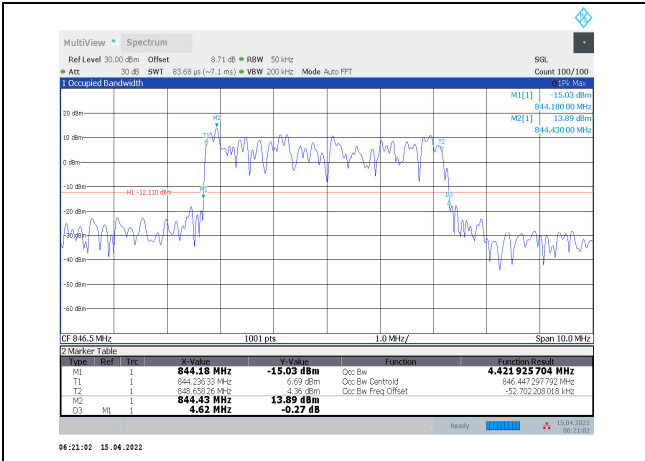 MultiView Spectrum
Ref Level 30.00 dBm Offset 8.71 dB RBW 50 kHz SGL
Att 30 dB SWT 83.68 µs (~7.1 ms) VBW 200 kHz Mode Auto FFT Count 100/100
1 Occupied Bandwidth 1Pk Max
M1[1] -15.03 dBm
844.18000 MHz
M2[1] 13.89 dBm
844.43000 MHz
20 dBm
M2
T1
T2
10 dBm
0 dBm
-10 dBm
H1 -12.110 dBm
M1
D3
-20 dBm
-30 dBm
-40 dBm
-50 dBm
-60 dBm
CF 846.5 MHz 1001 pts 1.0 MHz/ Span 10.0 MHz
2 Marker Table
Type Ref Trc X-Value Y-Value Function Function Result
M1 1 844.18 MHz -15.03 dBm Occ Bw 4.421 925 704 MHz
T1 1 844.236 33 MHz 6.69 dBm Occ Bw Centroid 846.447 297 792 MHz
T2 1 848.658 26 MHz 4.36 dBm Occ Bw Freq Offset -52.702 208 018 kHz
M2 1 844.43 MHz 13.89 dBm
D3 M1 1 4.62 MHz -0.27 dB
Ready 15.04.2022
06:21:02
06:21:02 15.04.2022